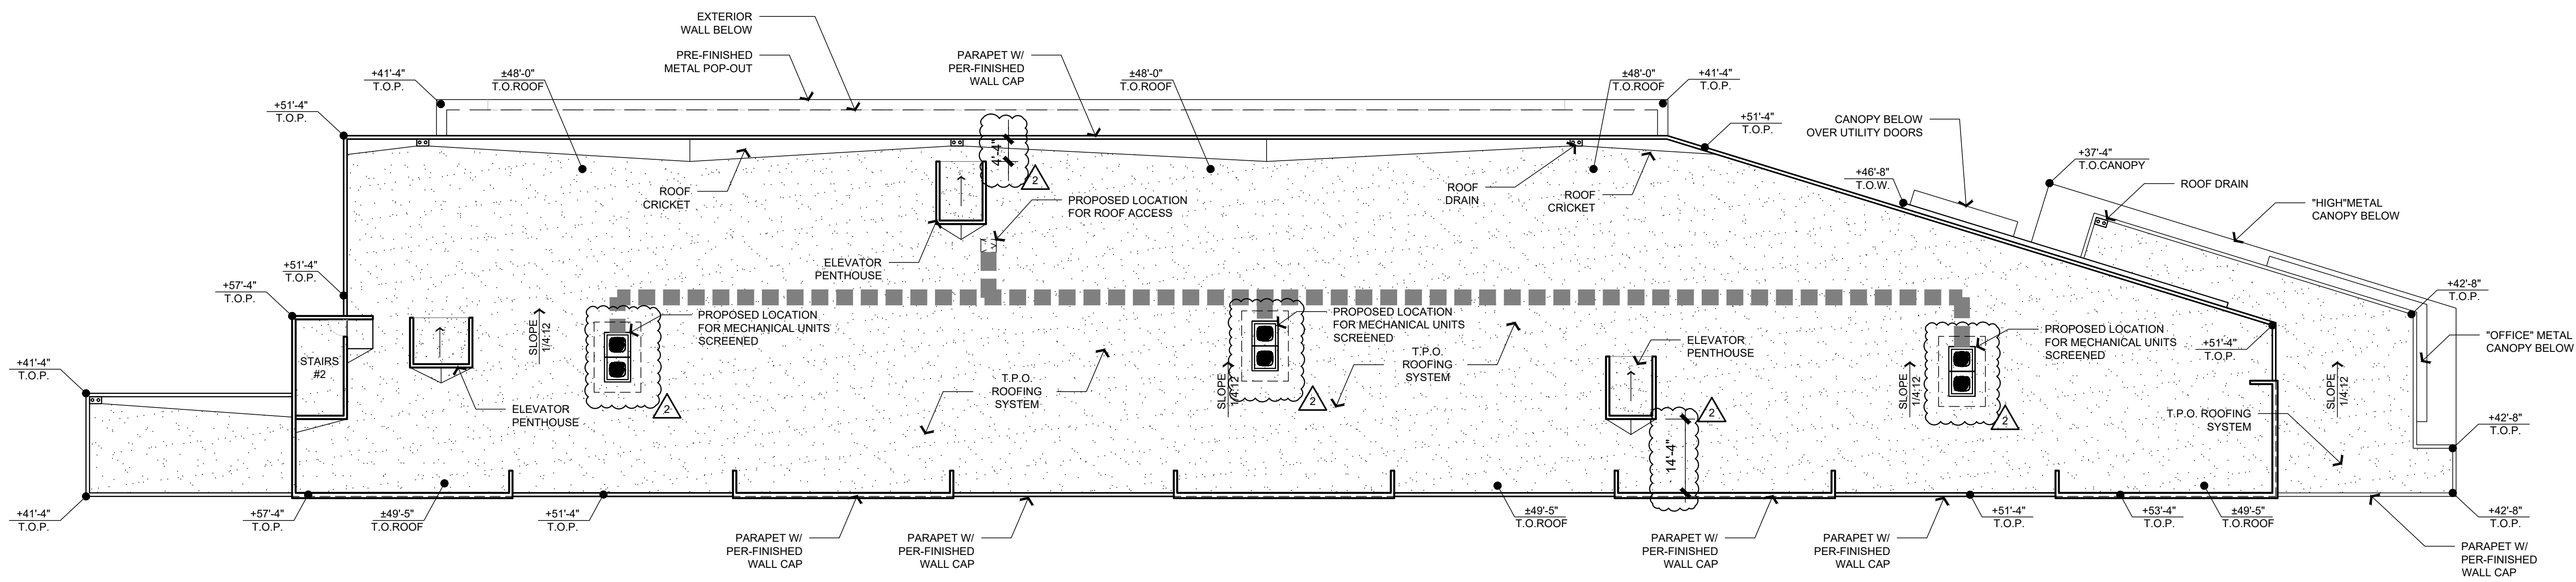 EXTERIOR
WALL BELOW
PRE-FINISHED
METAL POP-OUT
PARAPET W/
PER-FINISHED
WALL CAP
+41'-4"
T.O.P.
±48'-0"
T.O.ROOF
±48'-0"
T.O.ROOF
±48'-0"
T.O.ROOF
+41'-4"
T.O.P.
+51'-4"
T.O.P.
+51'-4"
T.O.P.
CANOPY BELOW
OVER UTILITY DOORS
+37'-4"
T.O.CANOPY
+46'-8"
T.O.W.
ROOF DRAIN
"HIGH"METAL
CANOPY BELOW
4'-4"
2
ROOF
CRICKET
PROPOSED LOCATION
FOR ROOF ACCESS
ROOF
DRAIN
ROOF
CRICKET
ELEVATOR
PENTHOUSE
+51'-4"
T.O.P.
+57'-4"
T.O.P.
+42'-8"
T.O.P.
SLOPE
1/4:12
PROPOSED LOCATION
FOR MECHANICAL UNITS
SCREENED
PROPOSED LOCATION
FOR MECHANICAL UNITS
SCREENED
PROPOSED LOCATION
FOR MECHANICAL UNITS
SCREENED
ELEVATOR
PENTHOUSE
+51'-4"
T.O.P.
"OFFICE" METAL
CANOPY BELOW
STAIRS
#2
+41'-4"
T.O.P.
T.P.O.
ROOFING
SYSTEM
T.P.O.
ROOFING
SYSTEM
SLOPE
1/4:12
SLOPE
1/4:12
SLOPE
1/4:12
ELEVATOR
PENTHOUSE
2
2
2
2
T.P.O. ROOFING
SYSTEM
+42'-8"
T.O.P.
14'-4"
+41'-4"
T.O.P.
+57'-4"
T.O.P.
±49'-5"
T.O.ROOF
+51'-4"
T.O.P.
±49'-5"
T.O.ROOF
+51'-4"
T.O.P.
+53'-4"
T.O.P.
±49'-5"
T.O.ROOF
+42'-8"
T.O.P.
PARAPET W/
PER-FINISHED
WALL CAP
PARAPET W/
PER-FINISHED
WALL CAP
PARAPET W/
PER-FINISHED
WALL CAP
PARAPET W/
PER-FINISHED
WALL CAP
PARAPET W/
PER-FINISHED
WALL CAP